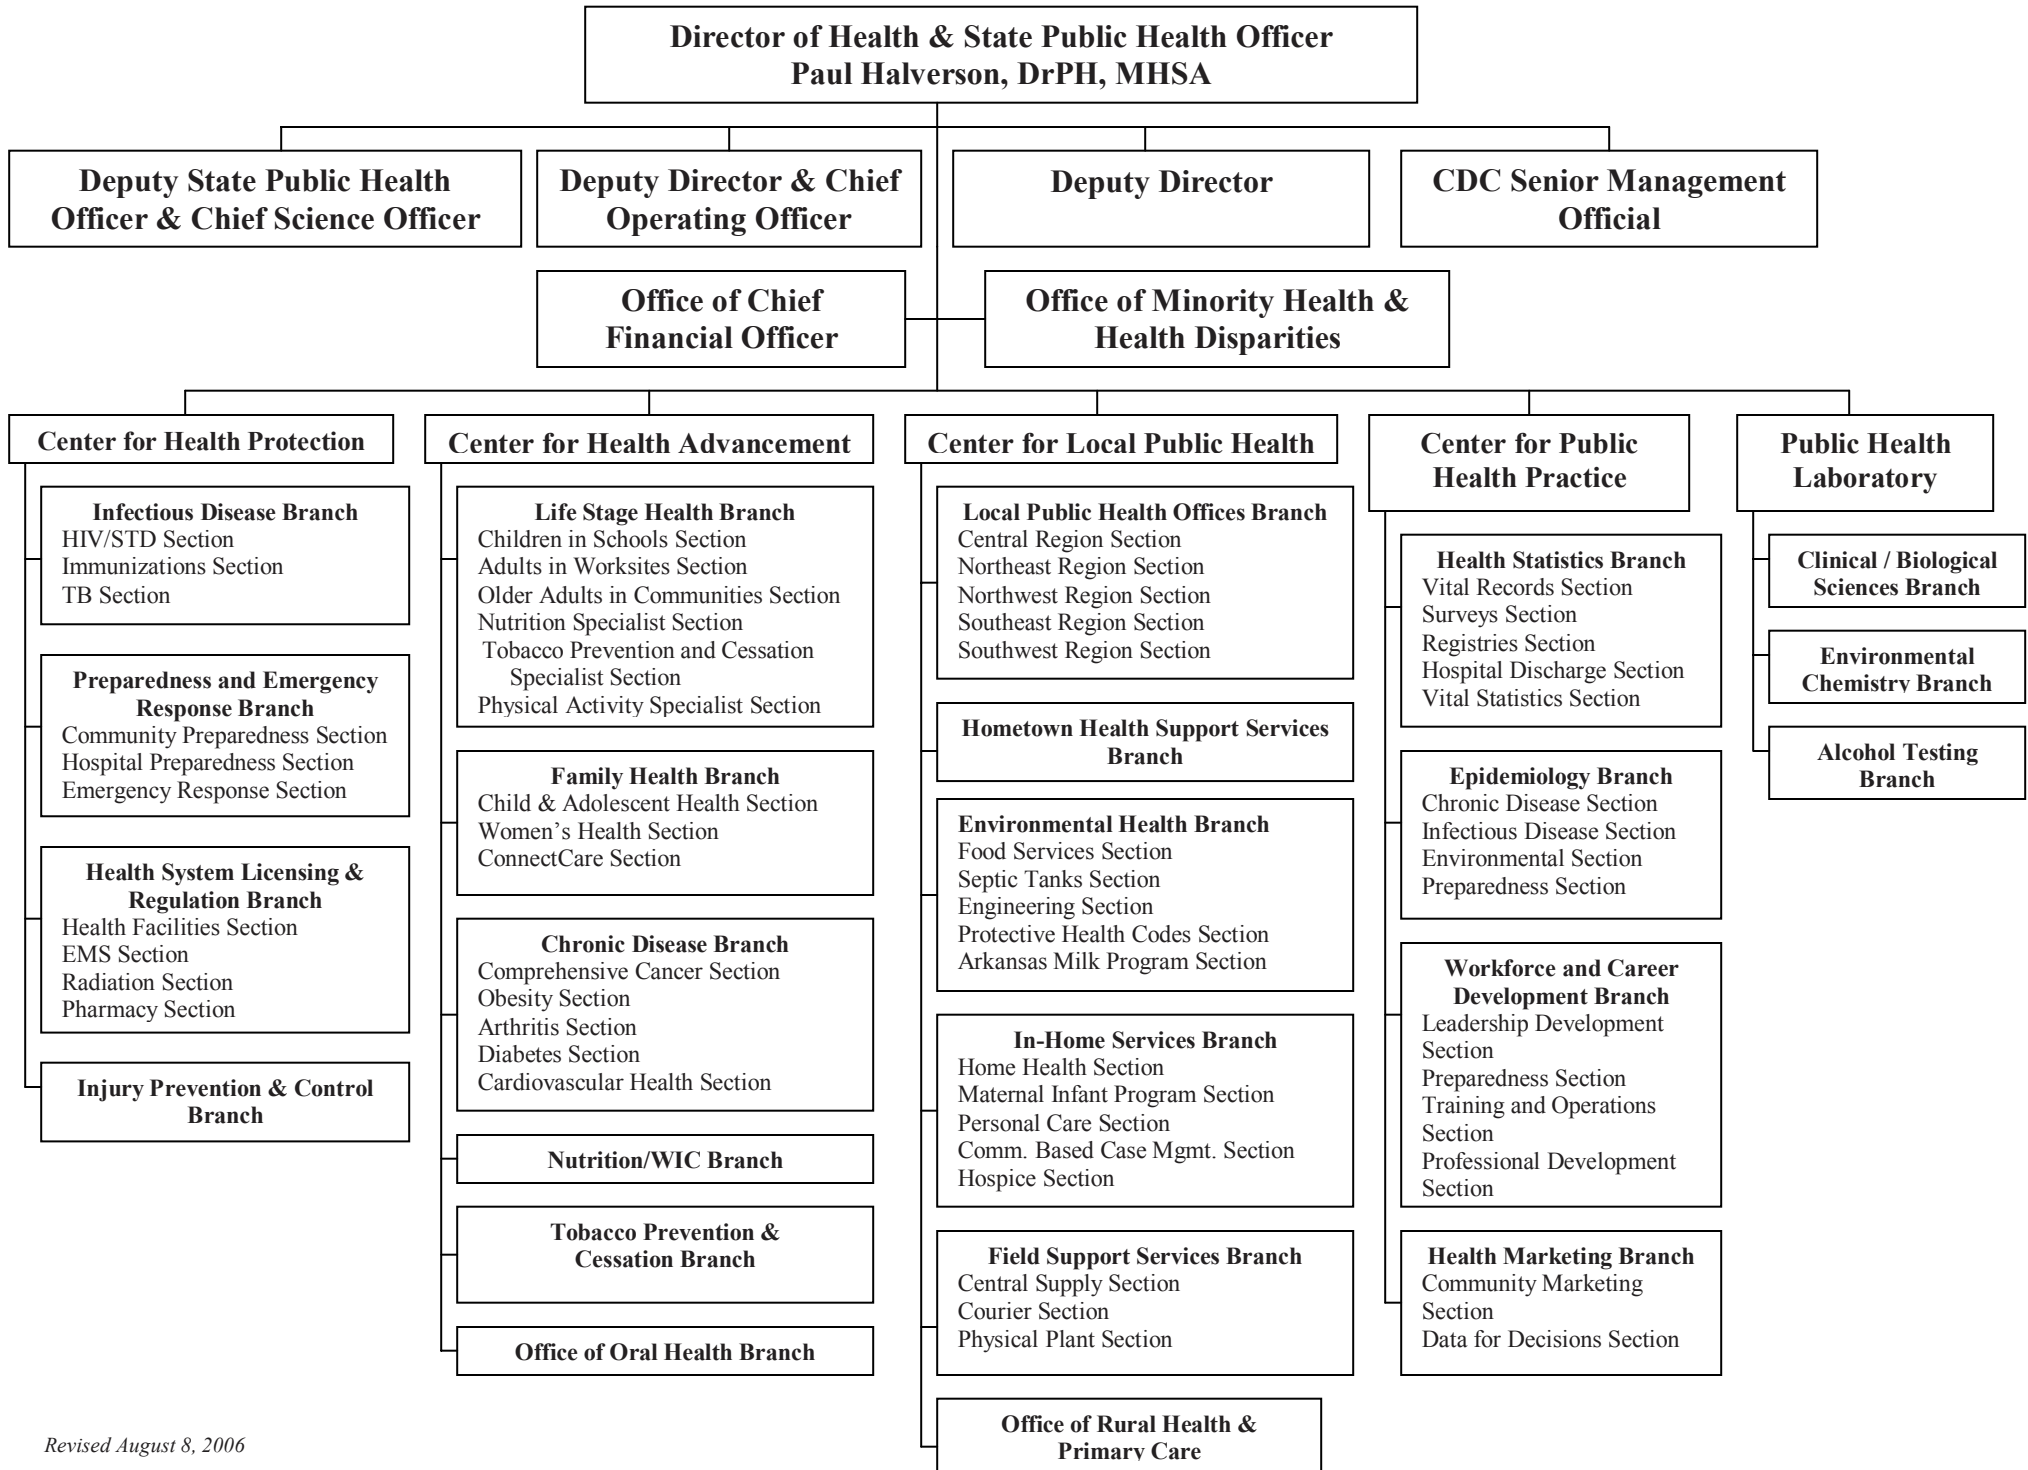 Director of Health & State Public Health Officer
Paul Halverson, DrPH, MHSA
Deputy State Public Health
Officer & Chief Science Officer
Deputy Director & Chief
Operating Officer
Deputy Director
CDC Senior Management
Official
Office of Chief
Financial Officer
Office of Minority Health &
Health Disparities
Center for Health Protection
Infectious Disease Branch
HIV/STD Section
Immunizations Section
TB Section
Preparedness and Emergency
Response Branch
Community Preparedness Section
Hospital Preparedness Section
Emergency Response Section
Health System Licensing &
Regulation Branch
Health Facilities Section
EMS Section
Radiation Section
Pharmacy Section
Injury Prevention & Control
Branch
Center for Health Advancement
Life Stage Health Branch
Children in Schools Section
Adults in Worksites Section
Older Adults in Communities Section
Nutrition Specialist Section
Tobacco Prevention and Cessation
Specialist Section
Physical Activity Specialist Section
Family Health Branch
Child & Adolescent Health Section
Women’s Health Section
ConnectCare Section
Chronic Disease Branch
Comprehensive Cancer Section
Obesity Section
Arthritis Section
Diabetes Section
Cardiovascular Health Section
Nutrition/WIC Branch
Tobacco Prevention &
Cessation Branch
Office of Oral Health Branch
Center for Local Public Health
Local Public Health Offices Branch
Central Region Section
Northeast Region Section
Northwest Region Section
Southeast Region Section
Southwest Region Section
Hometown Health Support Services
Branch
Environmental Health Branch
Food Services Section
Septic Tanks Section
Engineering Section
Protective Health Codes Section
Arkansas Milk Program Section
In-Home Services Branch
Home Health Section
Maternal Infant Program Section
Personal Care Section
Comm. Based Case Mgmt. Section
Hospice Section
Field Support Services Branch
Central Supply Section
Courier Section
Physical Plant Section
Office of Rural Health &
Primary Care
Center for Public
Health Practice
Health Statistics Branch
Vital Records Section
Surveys Section
Registries Section
Hospital Discharge Section
Vital Statistics Section
Epidemiology Branch
Chronic Disease Section
Infectious Disease Section
Environmental Section
Preparedness Section
Workforce and Career
Development Branch
Leadership Development
Section
Preparedness Section
Training and Operations
Section
Professional Development
Section
Health Marketing Branch
Community Marketing
Section
Data for Decisions Section
Public Health
Laboratory
Clinical / Biological
Sciences Branch
Environmental
Chemistry Branch
Alcohol Testing
Branch
Revised August 8, 2006